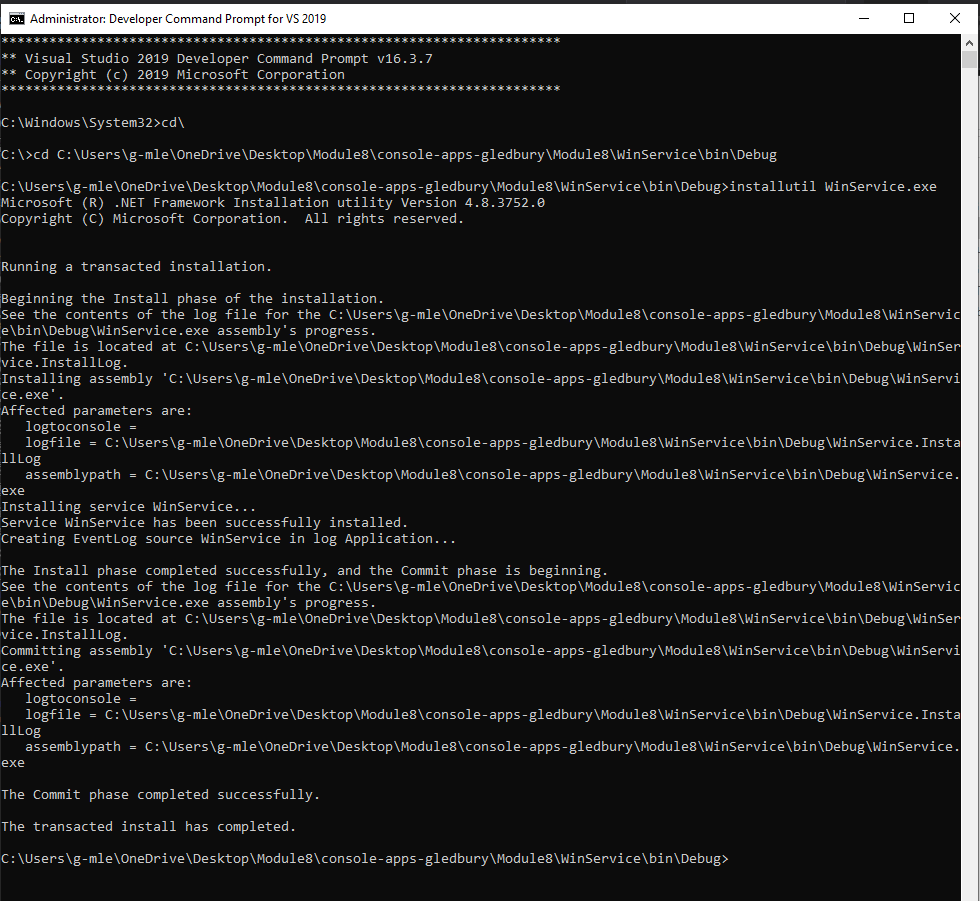 Administrator: Developer Command Prompt for VS 2019
**********************************************************************
** Visual Studio 2019 Developer Command Prompt v16.3.7
** Copyright (c) 2019 Microsoft Corporation
**********************************************************************
C:\Windows\System32>cd\
C:\>cd C:\Users\g-mle\OneDrive\Desktop\Module8\console-apps-gledbury\Module8\WinService\bin\Debug
C:\Users\g-mle\OneDrive\Desktop\Module8\console-apps-gledbury\Module8\WinService\bin\Debug>installutil WinService.exe
Microsoft (R) .NET Framework Installation utility Version 4.8.3752.0
Copyright (C) Microsoft Corporation.  All rights reserved.
Running a transacted installation.
Beginning the Install phase of the installation.
See the contents of the log file for the C:\Users\g-mle\OneDrive\Desktop\Module8\console-apps-gledbury\Module8\WinServic
e\bin\Debug\WinService.exe assembly's progress.
The file is located at C:\Users\g-mle\OneDrive\Desktop\Module8\console-apps-gledbury\Module8\WinService\bin\Debug\WinSer
vice.InstallLog.
Installing assembly 'C:\Users\g-mle\OneDrive\Desktop\Module8\console-apps-gledbury\Module8\WinService\bin\Debug\WinServi
ce.exe'.
Affected parameters are:
   logtoconsole =
   logfile = C:\Users\g-mle\OneDrive\Desktop\Module8\console-apps-gledbury\Module8\WinService\bin\Debug\WinService.Insta
llLog
   assemblypath = C:\Users\g-mle\OneDrive\Desktop\Module8\console-apps-gledbury\Module8\WinService\bin\Debug\WinService.
exe
Installing service WinService...
Service WinService has been successfully installed.
Creating EventLog source WinService in log Application...
The Install phase completed successfully, and the Commit phase is beginning.
See the contents of the log file for the C:\Users\g-mle\OneDrive\Desktop\Module8\console-apps-gledbury\Module8\WinServic
e\bin\Debug\WinService.exe assembly's progress.
The file is located at C:\Users\g-mle\OneDrive\Desktop\Module8\console-apps-gledbury\Module8\WinService\bin\Debug\WinSer
vice.InstallLog.
Committing assembly 'C:\Users\g-mle\OneDrive\Desktop\Module8\console-apps-gledbury\Module8\WinService\bin\Debug\WinServi
ce.exe'.
Affected parameters are:
   logtoconsole =
   logfile = C:\Users\g-mle\OneDrive\Desktop\Module8\console-apps-gledbury\Module8\WinService\bin\Debug\WinService.Insta
llLog
   assemblypath = C:\Users\g-mle\OneDrive\Desktop\Module8\console-apps-gledbury\Module8\WinService\bin\Debug\WinService.
exe
The Commit phase completed successfully.
The transacted install has completed.
C:\Users\g-mle\OneDrive\Desktop\Module8\console-apps-gledbury\Module8\WinService\bin\Debug>